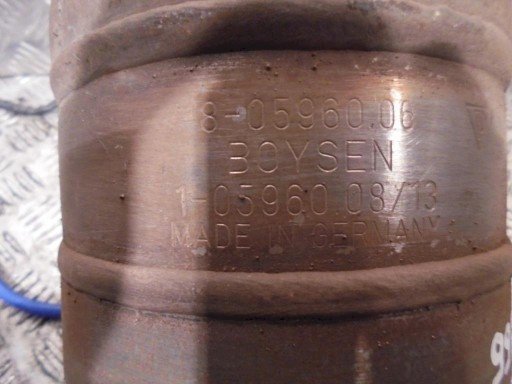 8-05960.06
BOYSEN
1-05960 08/13
MADE IN GERMANY